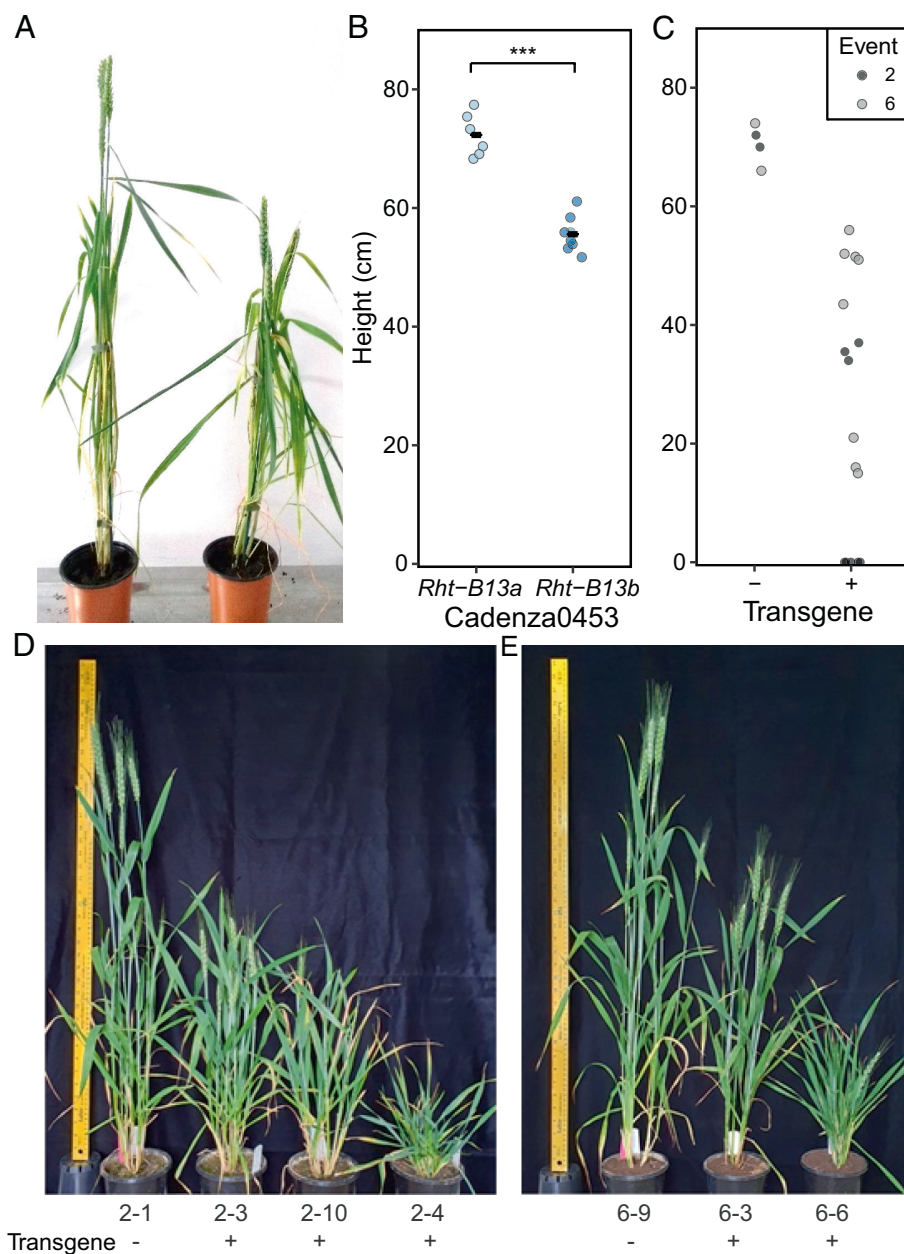 A
B
C
***
Event
2
6
Height (cm)
80
60
40
20
0
Rht−B13a Rht−B13b
Cadenza0453
80
60
40
20
0
− +
Transgene
D
E
2-1 2-3 2-10 2-4 6-9 6-3 6-6
Transgene - + + + - + +